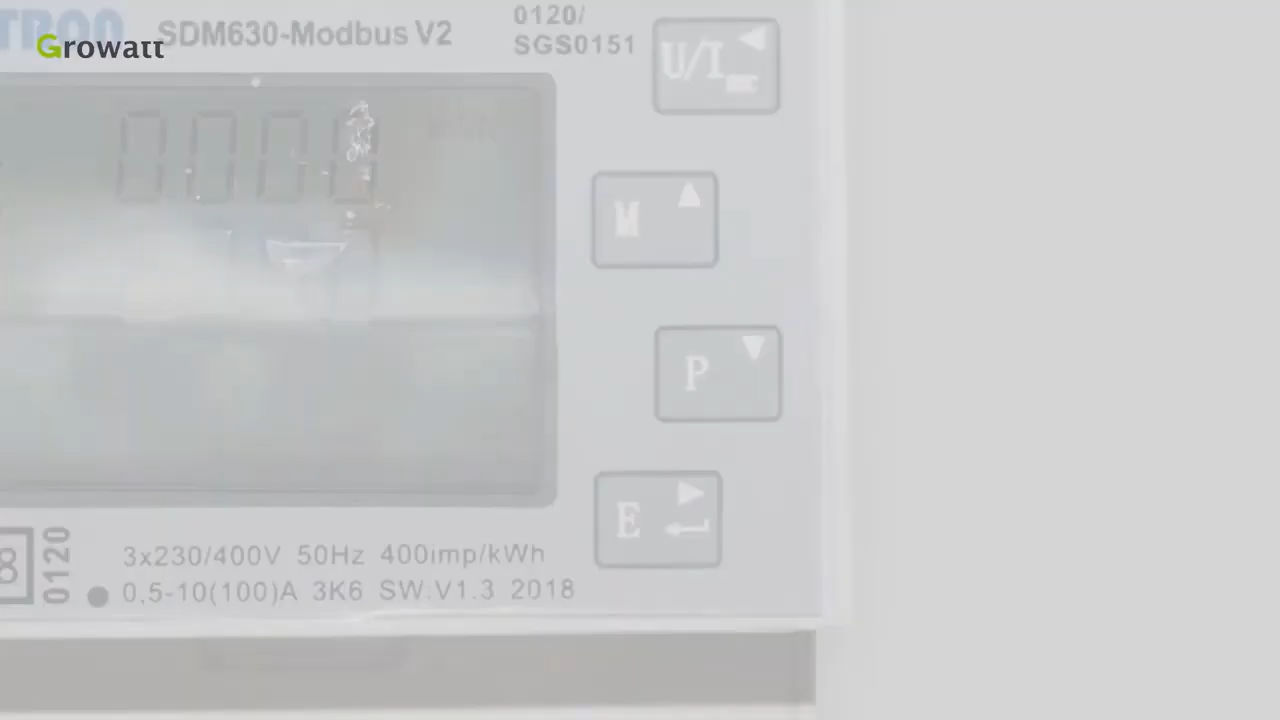 Growatt
SDM630-Modbus V2
0120/
SGS0151
U/I
M
P
E
0120
3x230/400V 50Hz 400imp/kWh
0,5-10(100)A 3K6 SW:V1.3 2018